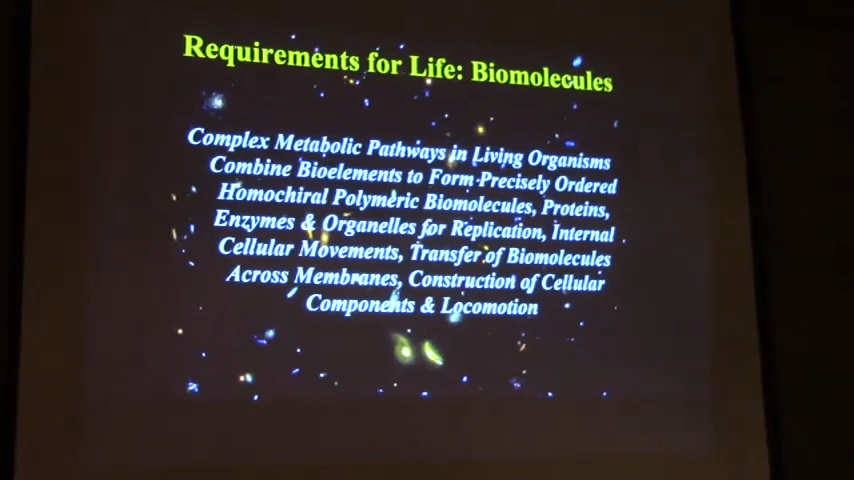 Requirements for Life: Biomolecules
Complex Metabolic Pathways in Living Organisms
Combine Bioelements to Form Precisely Ordered
Homochiral Polymeric Biomolecules, Proteins,
Enzymes & Organelles for Replication, Internal
Cellular Movements, Transfer of Biomolecules
Across Membranes, Construction of Cellular
Components & Locomotion